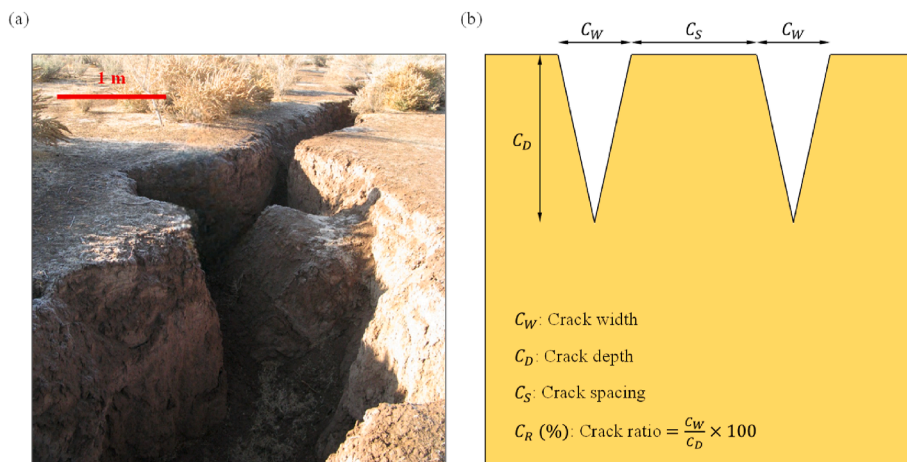 (a)
1 m
(b)
C_W C_S C_W
C_D
C_W: Crack width
C_D: Crack depth
C_S: Crack spacing
C_R (%): Crack ratio = C_W/C_D × 100